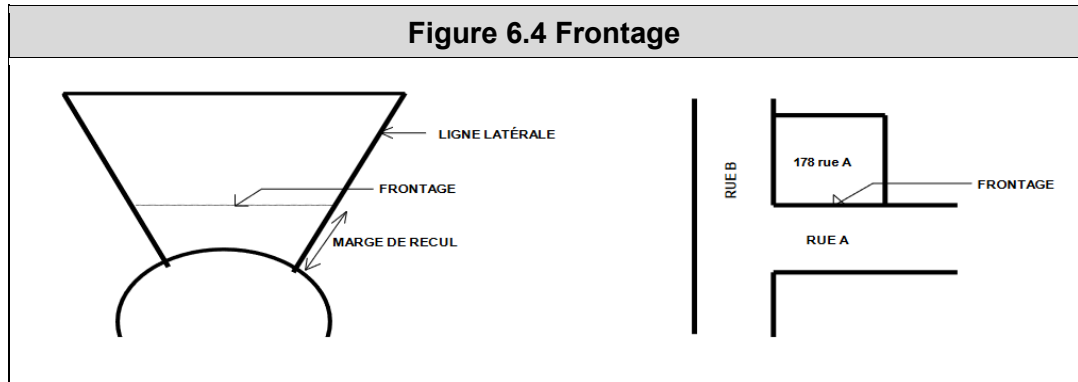 Figure 6.4 Frontage
LIGNE LATÉRALE
FRONTAGE
MARGE DE RECUL
RUE B
178 rue A
FRONTAGE
RUE A